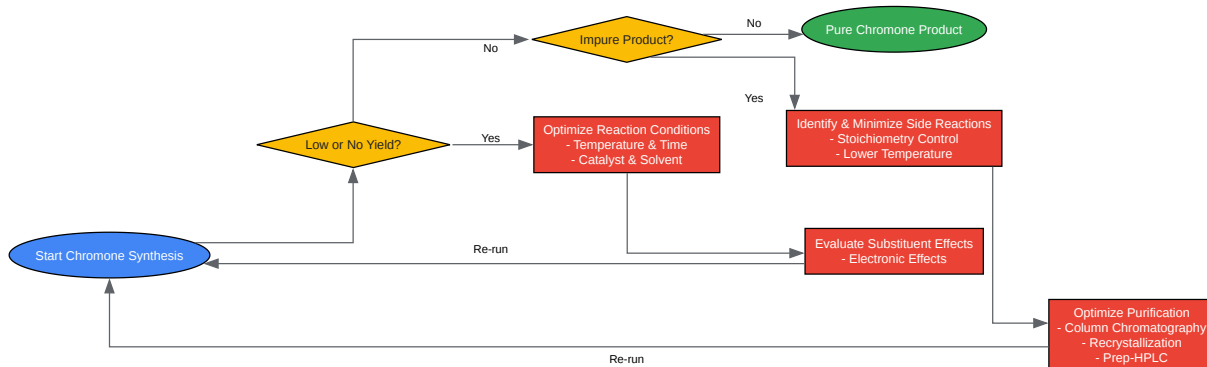 No
Impure Product?
Pure Chromone Product
No
Yes
Low or No Yield?
Yes
Optimize Reaction Conditions
- Temperature & Time
- Catalyst & Solvent
Identify & Minimize Side Reactions
- Stoichiometry Control
- Lower Temperature
Start Chromone Synthesis
Re-run
Evaluate Substituent Effects
- Electronic Effects
Optimize Purification
- Column Chromatography
- Recrystallization
- Prep-HPLC
Re-run